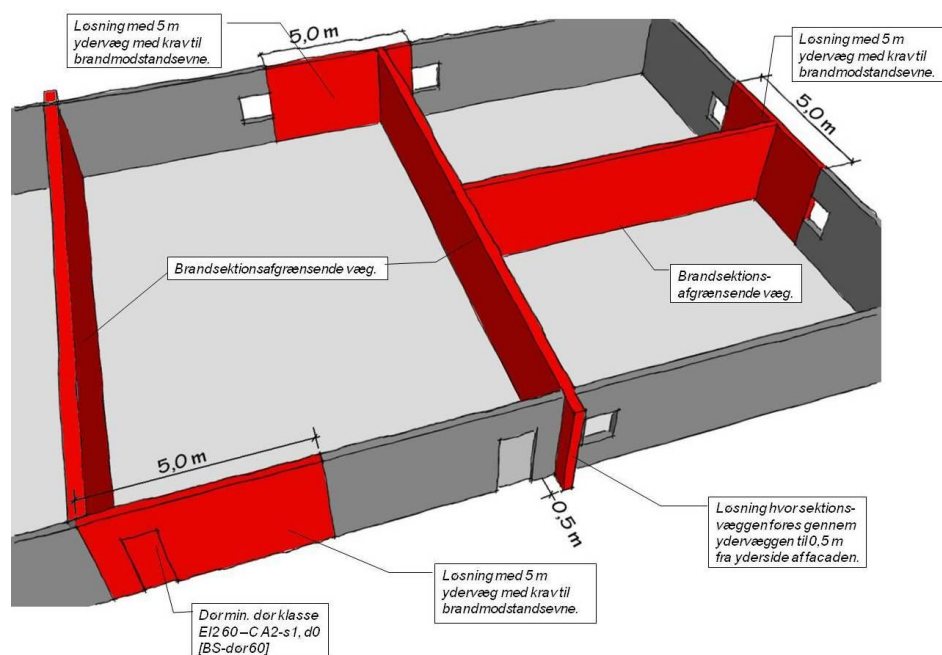 Løsning med 5 m
ydervæg med krav til
brandmodstandsevne.
5,0 m
Løsning med 5 m
ydervæg med krav til
brandmodstandsevne.
5,0 m
Brandsektionsafgrænsende væg.
Brandsektions-
afgrænsende væg.
5,0 m
0,5 m
Løsning hvor sektions-
væggen føres gennem
ydervæggen til 0,5 m
fra yderside af facaden.
Løsning med 5 m
ydervæg med krav til
brandmodstandsevne.
Dør min. dør klasse
EI2 60 – C A2-s1, d0
[BS-dør 60]